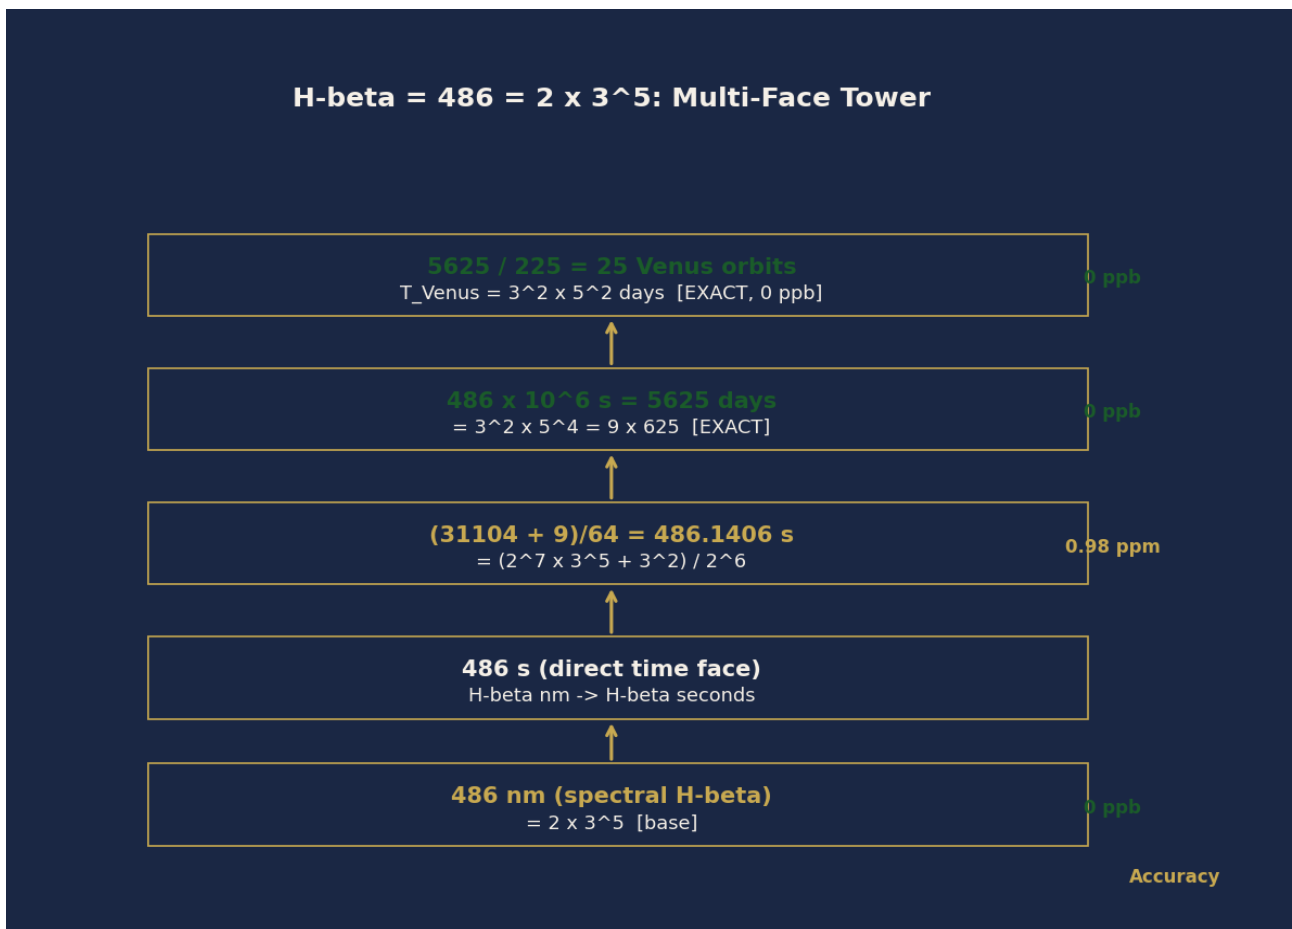 H-beta = 486 = 2 x 3^5: Multi-Face Tower
5625 / 225 = 25 Venus orbits
T_Venus = 3^2 x 5^2 days  [EXACT, 0 ppb]
0 ppb
486 x 10^6 s = 5625 days
= 3^2 x 5^4 = 9 x 625  [EXACT]
0 ppb
(31104 + 9)/64 = 486.1406 s
= (2^7 x 3^5 + 3^2) / 2^6
0.98 ppm
486 s (direct time face)
H-beta nm -> H-beta seconds
486 nm (spectral H-beta)
= 2 x 3^5  [base]
0 ppb
Accuracy